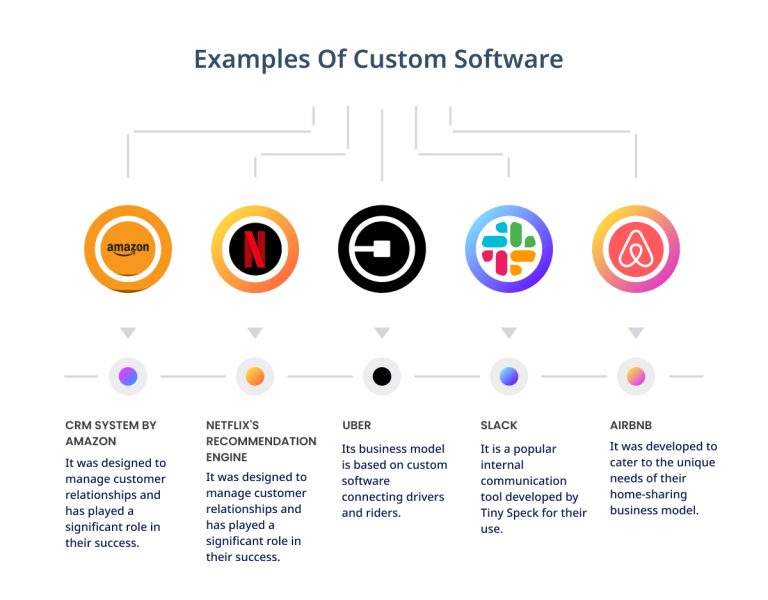 Examples Of Custom Software
amazon
N
CRM SYSTEM BY
AMAZON
It was designed to
manage customer
relationships and
has played a
significant role in
their success.
NETFLIX'S
RECOMMENDATION
ENGINE
It was designed to
manage customer
relationships and
has played a
significant role in
their success.
UBER
Its business model
is based on custom
software
connecting drivers
and riders.
SLACK
It is a popular
internal
communication
tool developed by
Tiny Speck for their
use.
AIRBNB
It was developed to
cater to the unique
needs of their
home-sharing
business model.